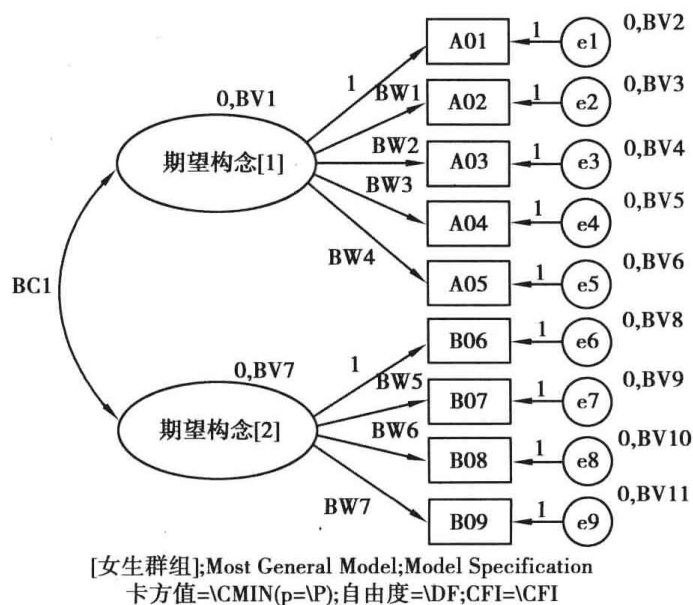 A01 1 e1 0,BV2
0,BV1 1 BW1 A02 1 e2 0,BV3
期望构念[1] BW2 A03 1 e3 0,BV4
BW3 A04 1 e4 0,BV5
BW4 A05 1 e5 0,BV6
BC1
B06 1 e6 0,BV8
0,BV7 1 BW5 B07 1 e7 0,BV9
期望构念[2] BW6 B08 1 e8 0,BV10
BW7 B09 1 e9 0,BV11
[女生群组];Most General Model;Model Specification
卡方值=\CMIN(p=\P);自由度=\DF;CFI=\CFI